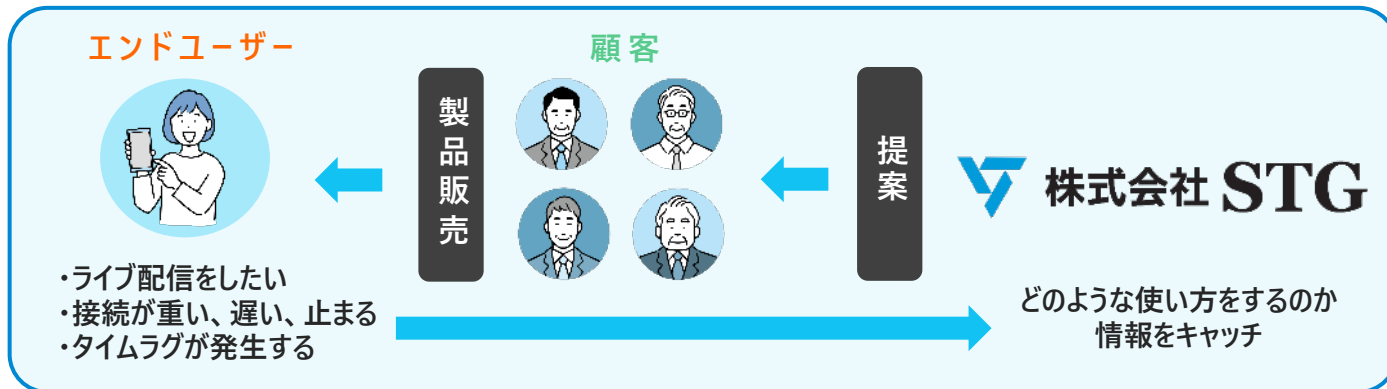 エンドユーザー
顧客
製品販売
提案
株式会社 STG
・ライブ配信をしたい
・接続が重い、遅い、止まる
・タイムラグが発生する
どのような使い方をするのか
情報をキャッチ